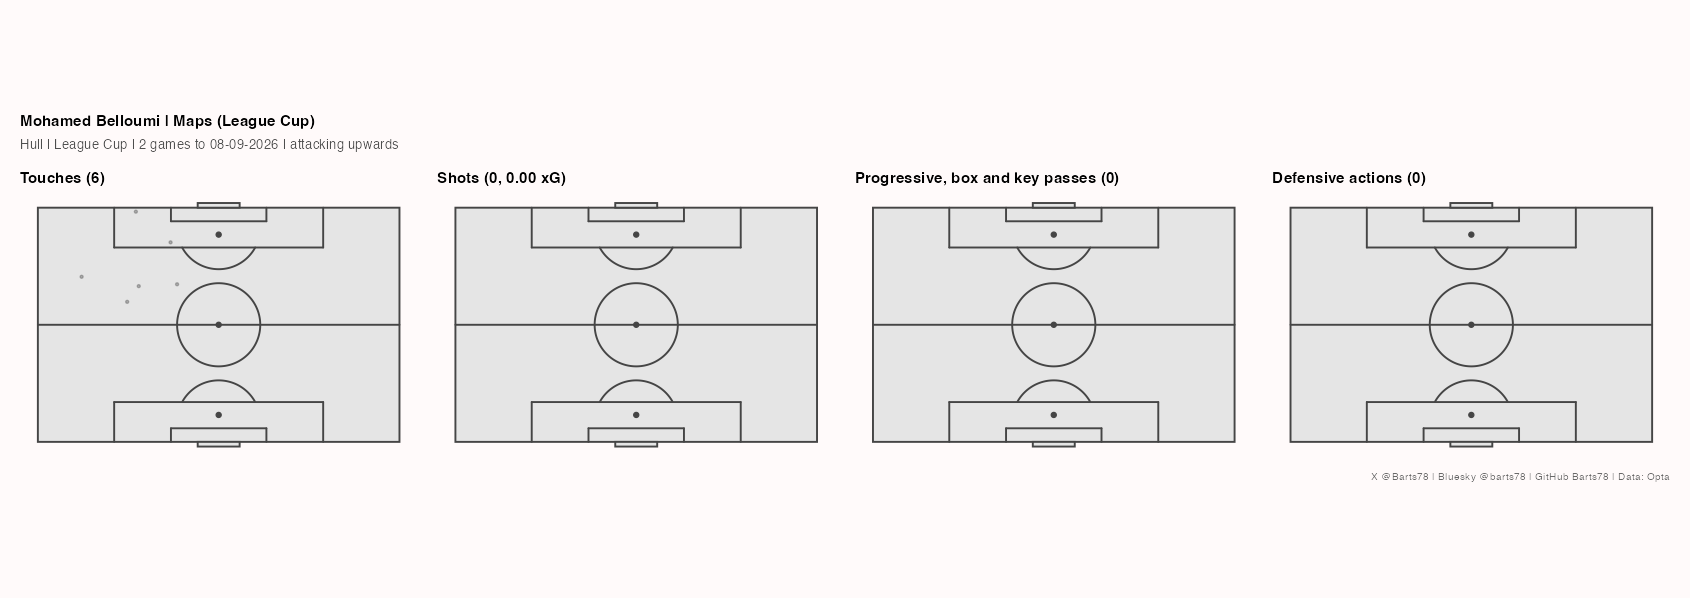 Mohamed Belloumi | Maps (League Cup)
Hull | League Cup | 2 games to 08-09-2026 | attacking upwards
Touches (6)
Shots (0, 0.00 xG)
Progressive, box and key passes (0)
Defensive actions (0)
X @Barts78 | Bluesky @barts78 | GitHub Barts78 | Data: Opta